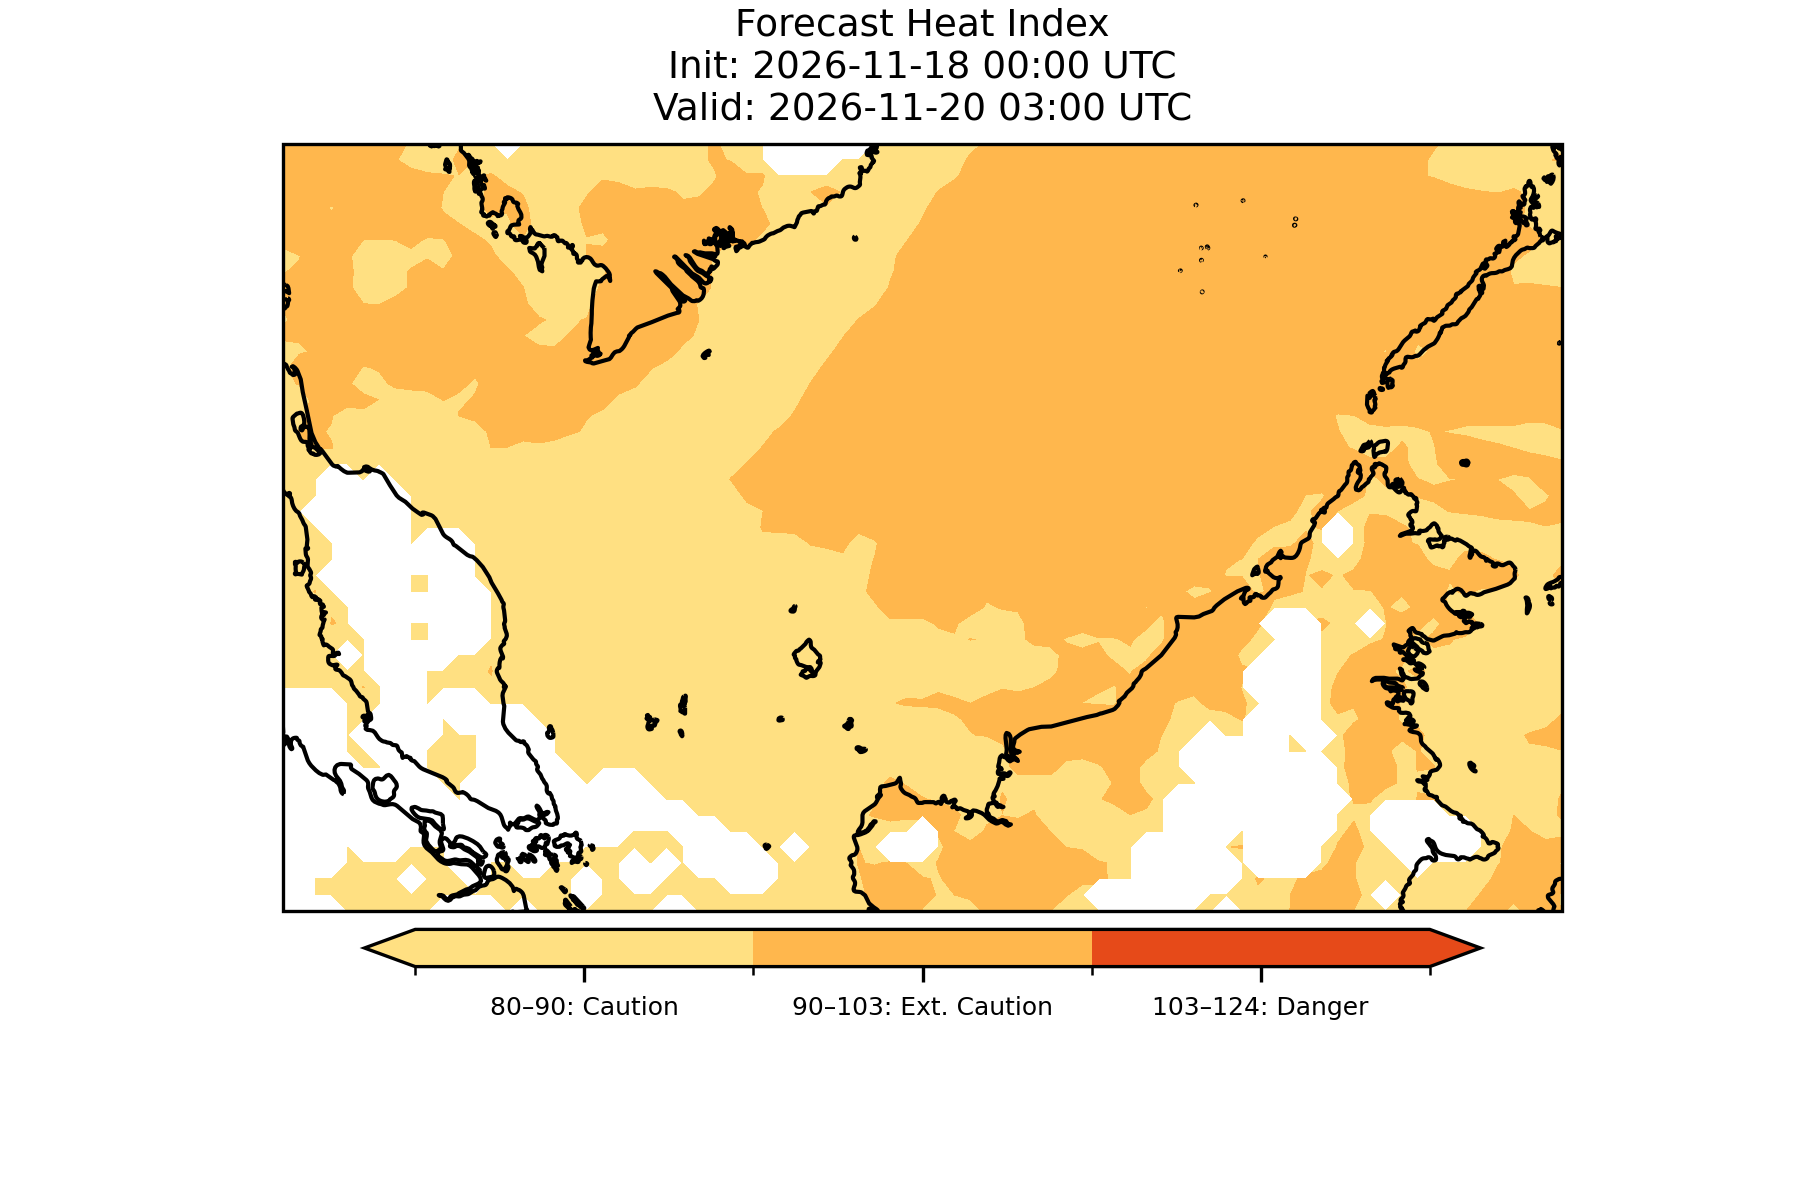 Forecast Heat Index
Init: 2026-11-18 00:00 UTC
Valid: 2026-11-20 03:00 UTC
80–90: Caution
90–103: Ext. Caution
103–124: Danger